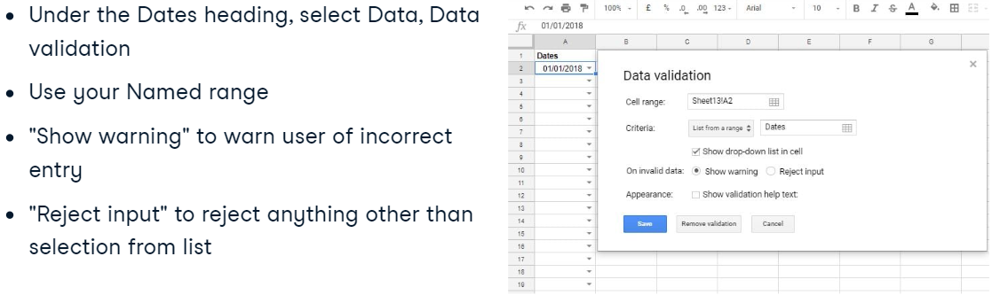 • Under the Dates heading, select Data, Data
validation
• Use your Named range
• "Show warning" to warn user of incorrect
entry
• "Reject input" to reject anything other than
selection from list
100% £ % .0 .00 123 Arial 10 B I S A
fx 01/01/2018
A B C D E F G
1 Dates
2 01/01/2018
3
4
5
6
7
8
9
10
11
12
13
14
15
16
17
18
19
Data validation
Cell range: Sheet13!A2
Criteria: List from a range Dates
Show drop-down list in cell
On invalid data: Show warning Reject input
Appearance: Show validation help text:
Save Remove validation Cancel